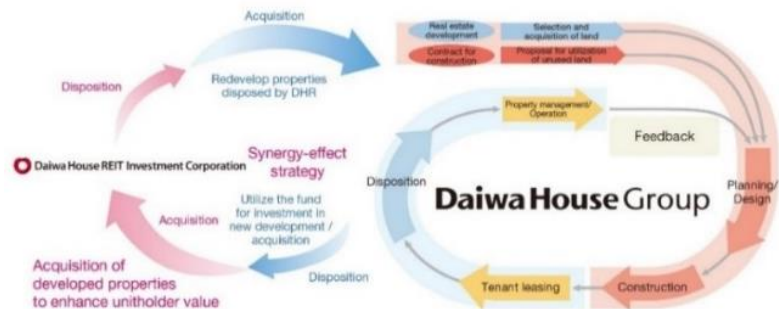 Acquisition
Redevelop properties
disposed by DHR
Disposition
Daiwa House REIT Investment Corporation
Synergy-effect
strategy
Utilize the fund
for investment in
new development /
acquisition
Acquisition
Disposition
Acquisition of
developed properties
to enhance unitholder value
Real estate
development
Selection and
acquisition of land
Contract for
construction
Proposal for utilization
of unused land
Property management/
Operation
Feedback
Disposition
Daiwa House Group
Planning/
Design
Tenant leasing
Construction